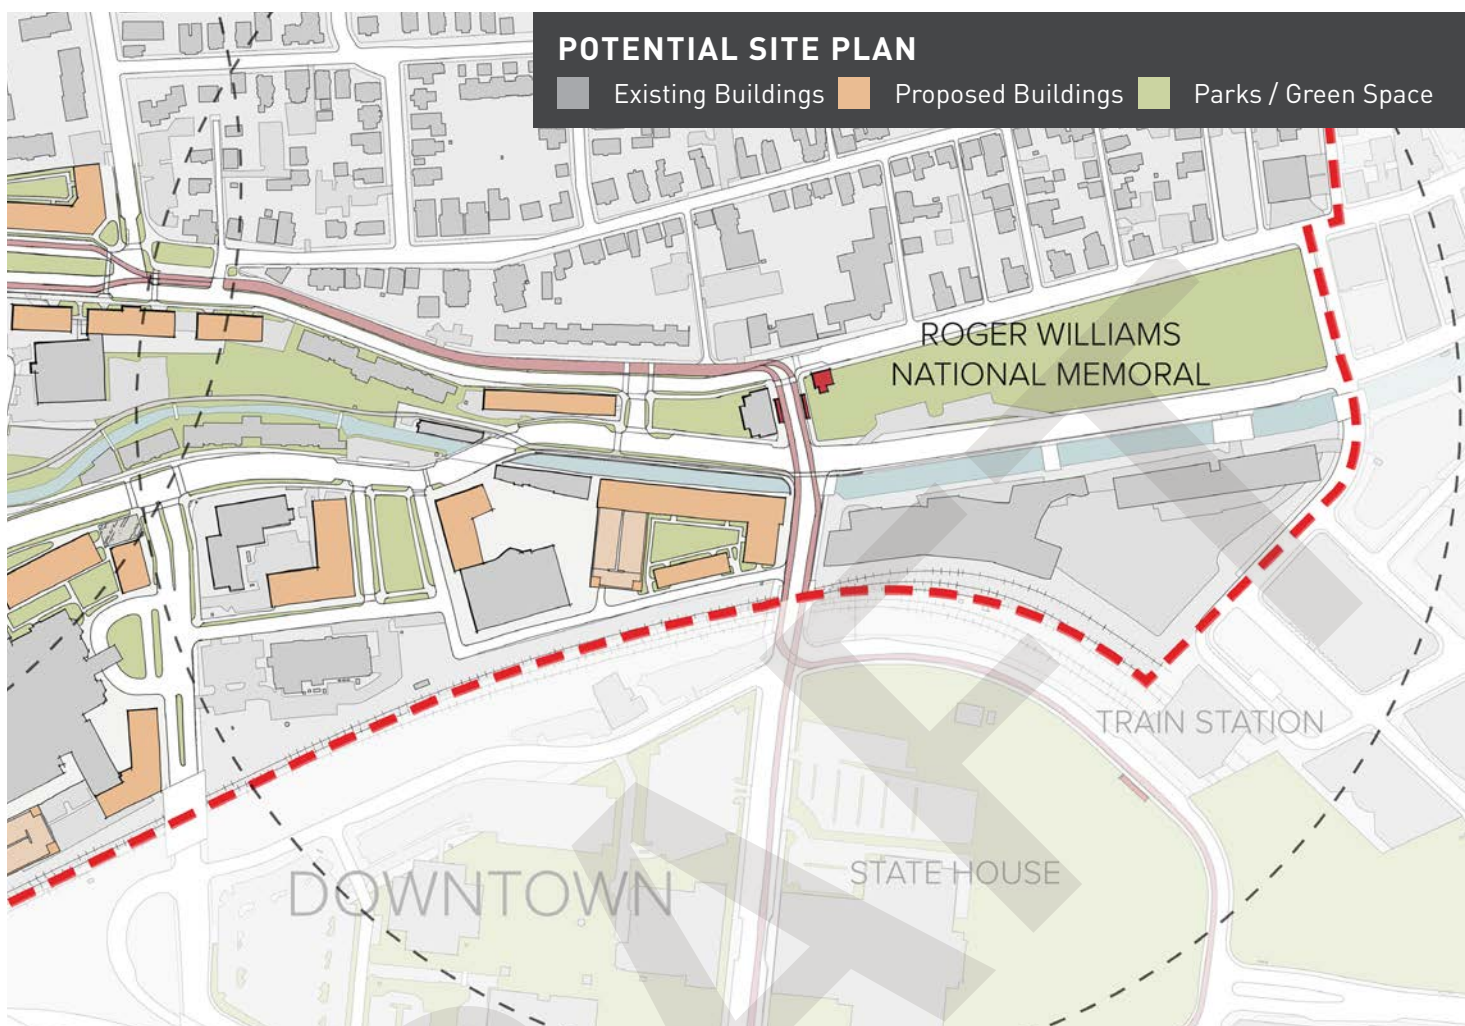 POTENTIAL SITE PLAN
Existing Buildings
Proposed Buildings
Parks / Green Space
ROGER WILLIAMS
NATIONAL MEMORAL
TRAIN STATION
STATE HOUSE
DOWNTOWN